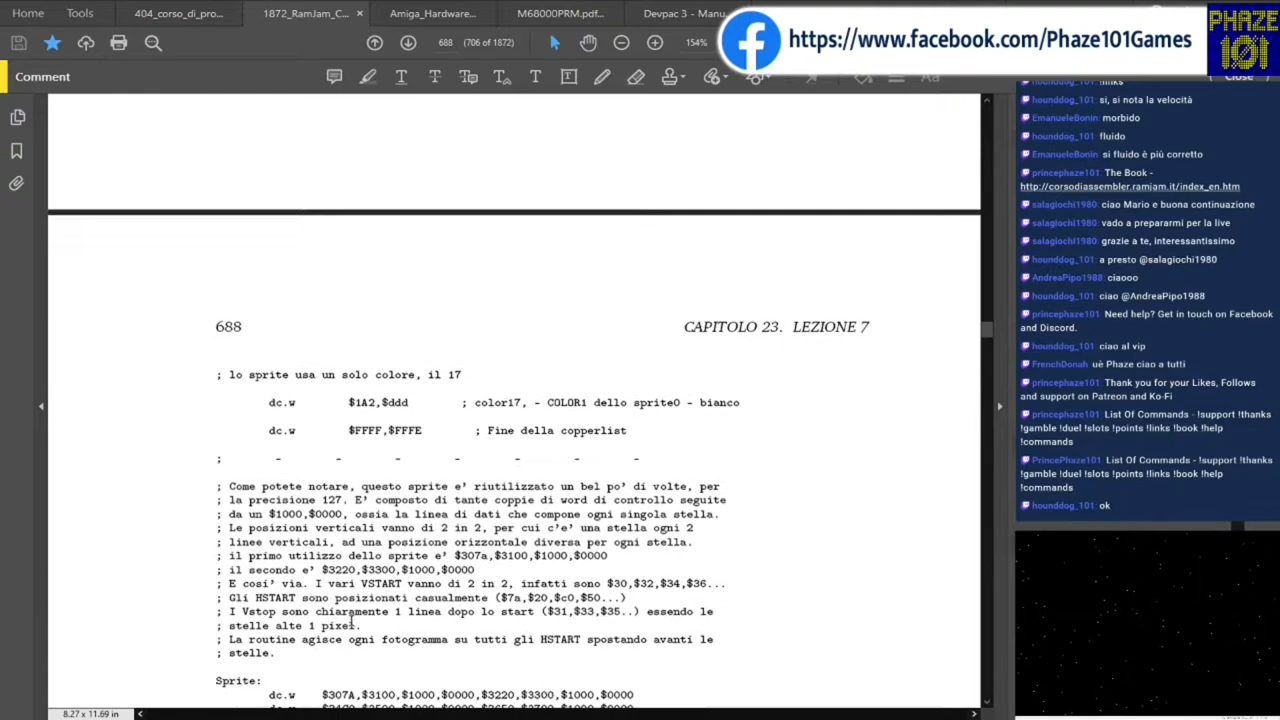 Home
Tools
404_corso_di_pro...
1872_RamJam_C...
Amiga_Hardware...
M68000PRM.pdf...
Devpac 3 - Manu...
https://www.facebook.com/Phaze101Games
PHAZE
101
688 (706 of 1872)
154%
Comment
Close
!links
hounddog_101: si, si nota la velocità
EmanueleBonin: morbido
hounddog_101: fluido
EmanueleBonin: si fluido è più corretto
princephaze101: The Book -
http://corsodiassembler.ramjam.it/index_en.htm
salagiochi1980: ciao Mario e buona continuazione
salagiochi1980: vado a prepararmi per la live
salagiochi1980: grazie a te, interessantissimo
hounddog_101: a presto @salagiochi1980
AndreaPipo1988: ciaooo
hounddog_101: ciao @AndreaPipo1988
princephaze101: Need help? Get in touch on Facebook
and Discord.
hounddog_101: ciao al vip
FrenchDonah: uè Phaze ciao a tutti
princephaze101: Thank you for your Likes, Follows
and support on Patreon and Ko-Fi
princephaze101: List Of Commands - !support !thanks
!gamble !duel !slots !points !links !book !help
!commands
PrincePhaze101: List Of Commands - !support !thanks
!gamble !duel !slots !points !links !book !help
!commands
hounddog_101: ok
688
CAPITOLO 23. LEZIONE 7
; lo sprite usa un solo colore, il 17
dc.w $1A2,$ddd ; color17, - COLOR1 dello sprite0 - bianco
dc.w $FFFF,$FFFE ; Fine della copperlist
; - - - - - - -
; Come potete notare, questo sprite e' riutilizzato un bel po' di volte, per
; la precisione 127. E' composto di tante coppie di word di controllo seguite
; da un $1000,$0000, ossia la linea di dati che compone ogni singola stella.
; Le posizioni verticali vanno di 2 in 2, per cui c'e' una stella ogni 2
; linee verticali, ad una posizione orizzontale diversa per ogni stella.
; il primo utilizzo dello sprite e' $307a,$3100,$1000,$0000
; il secondo e' $3220,$3300,$1000,$0000
; E cosi' via. I vari VSTART vanno di 2 in 2, infatti sono $30,$32,$34,$36...
; Gli HSTART sono posizionati casualmente ($7a,$20,$c0,$50...)
; I Vstop sono chiaramente 1 linea dopo lo start ($31,$33,$35..) essendo le
; stelle alte 1 pixel.
; La routine agisce ogni fotogramma su tutti gli HSTART spostando avanti le
; stelle.
Sprite:
dc.w $307A,$3100,$1000,$0000,$3220,$3300,$1000,$0000
8.27 x 11.69 in